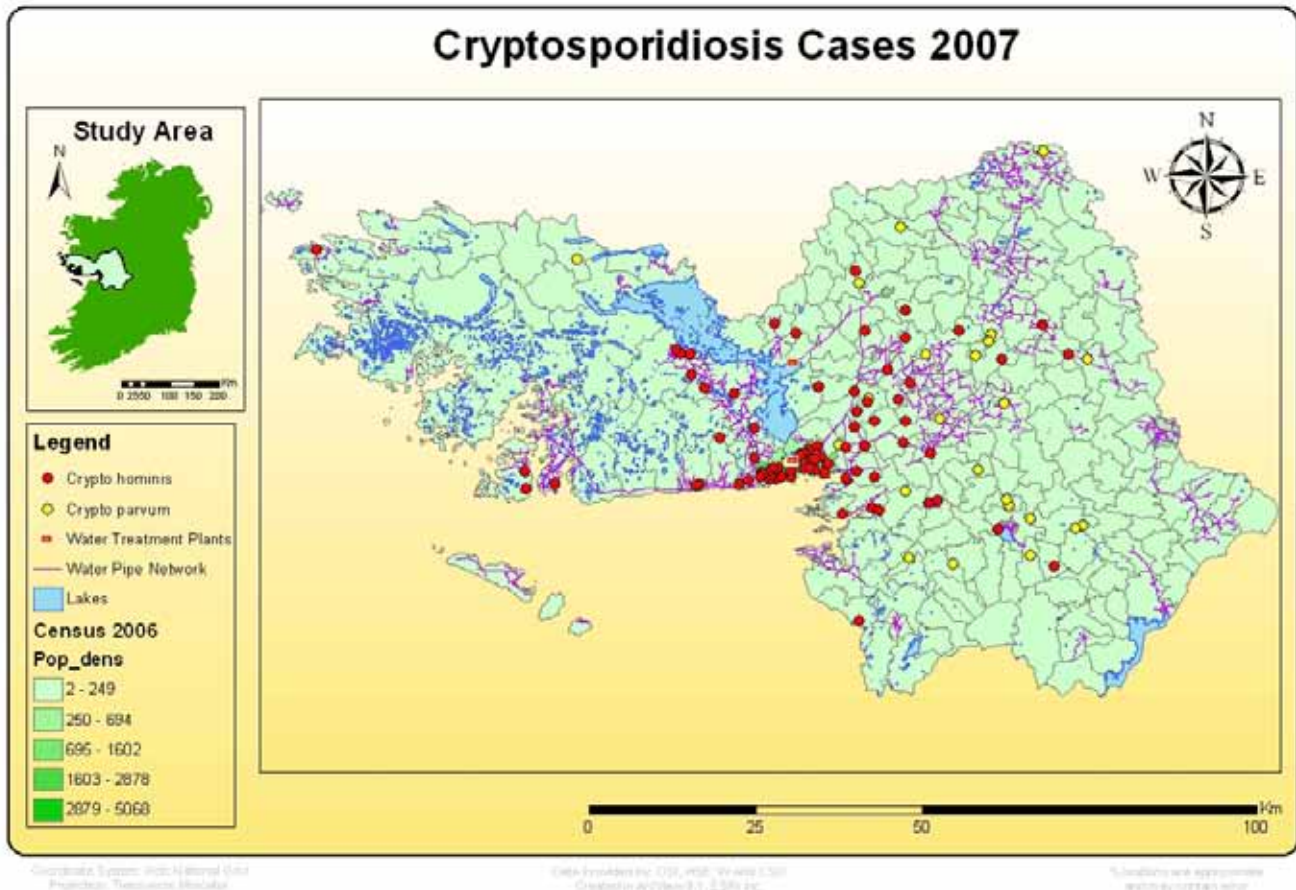 Cryptosporidiosis Cases 2007
Study Area
N
Km
0 2550 100 150 200
Legend
Crypto hominis
Crypto parvum
Water Treatment Plants
Water Pipe Network
Lakes
Census 2006
Pop_dens
2 - 249
250 - 694
695 - 1602
1603 - 2878
2879 - 5068
N
W E
S
Km
0 25 50 100